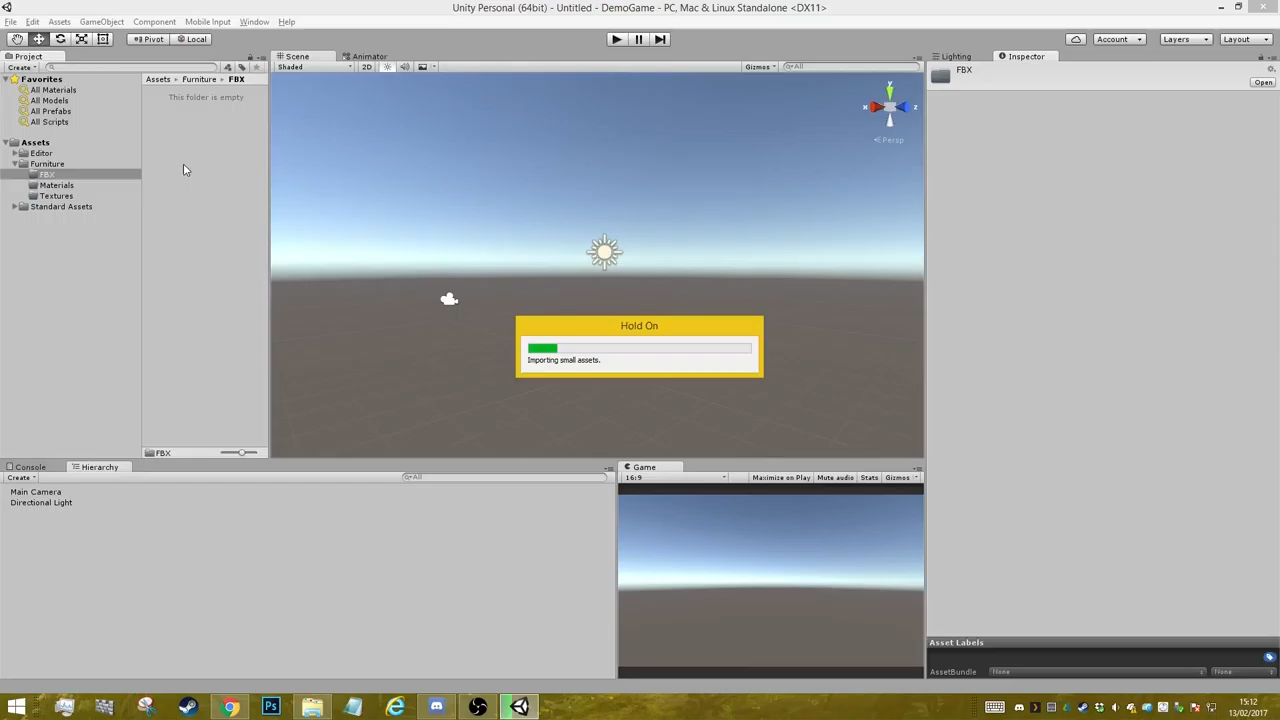 Unity Personal (64bit) - Untitled - DemoGame - PC, Mac & Linux Standalone <DX11>
File Edit Assets GameObject Component Mobile Input Window Help
Pivot Local Account Layers Layout
Project Scene Animator Lighting Inspector
Create Shaded 2D Gizmos All FBX
Open
Favorites Assets Furniture FBX
All Materials This folder is empty
All Models
All Prefabs
All Scripts
y
x z
Persp
Assets
Editor
Furniture
FBX
Materials
Textures
Standard Assets
Hold On
Importing small assets.
FBX
Console Hierarchy Game
Create All 16:9 Maximize on Play Mute audio Stats Gizmos
Main Camera
Directional Light
Asset Labels
AssetBundle None None
Ps
15:12
13/02/2017